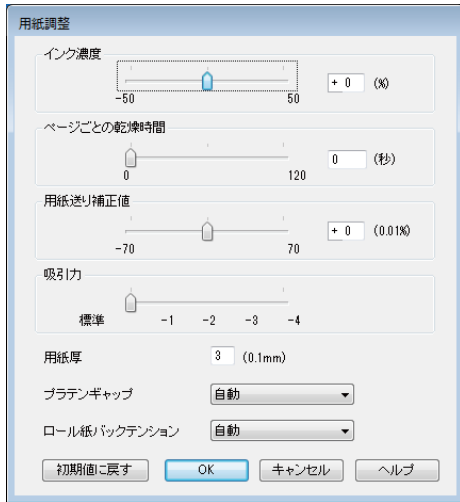 用紙調整
インク濃度
+ 0 (%)
-50 50
ページごとの乾燥時間
0 (秒)
0 120
用紙送り補正値
+ 0 (0.01%)
-70 70
吸引力
標準 -1 -2 -3 -4
用紙厚 3 (0.1mm)
プラテンギャップ 自動
ロール紙バックテンション 自動
初期値に戻す OK キャンセル ヘルプ